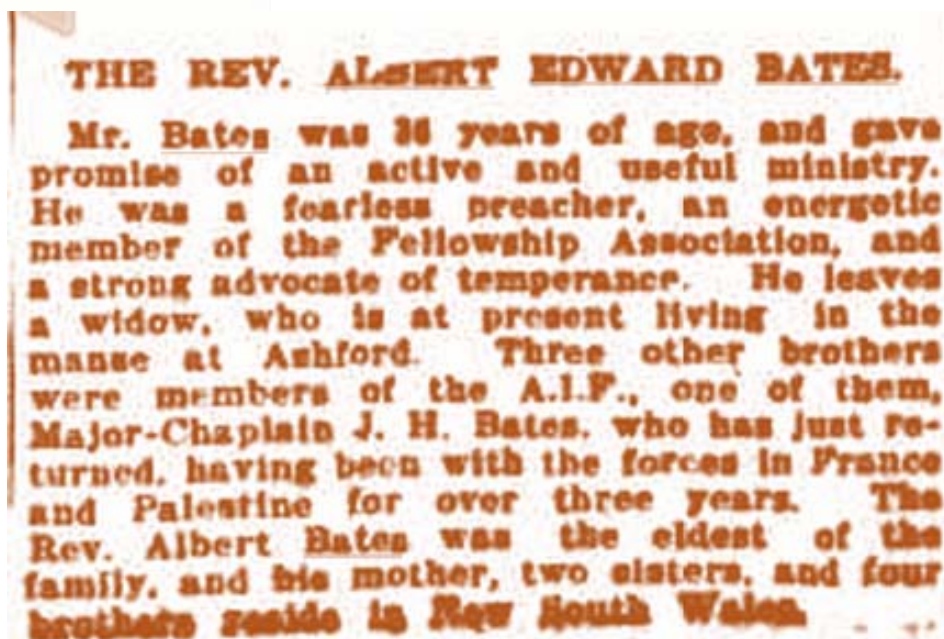 THE REV. ALBERT EDWARD BATES.
Mr. Bates was 36 years of age, and gave
promise of an active and useful ministry.
He was a fearless preacher, an energetic
member of the Fellowship Association, and
a strong advocate of temperance. He leaves
a widow, who is at present living in the
manse at Ashford. Three other brothers
were members of the A.I.F., one of them,
Major-Chaplain J. H. Bates, who has just re-
turned, having been with the forces in France
and Palestine for over three years. The
Rev. Albert Bates was the eldest of the
family, and his mother, two sisters, and four
brothers reside in New South Wales.